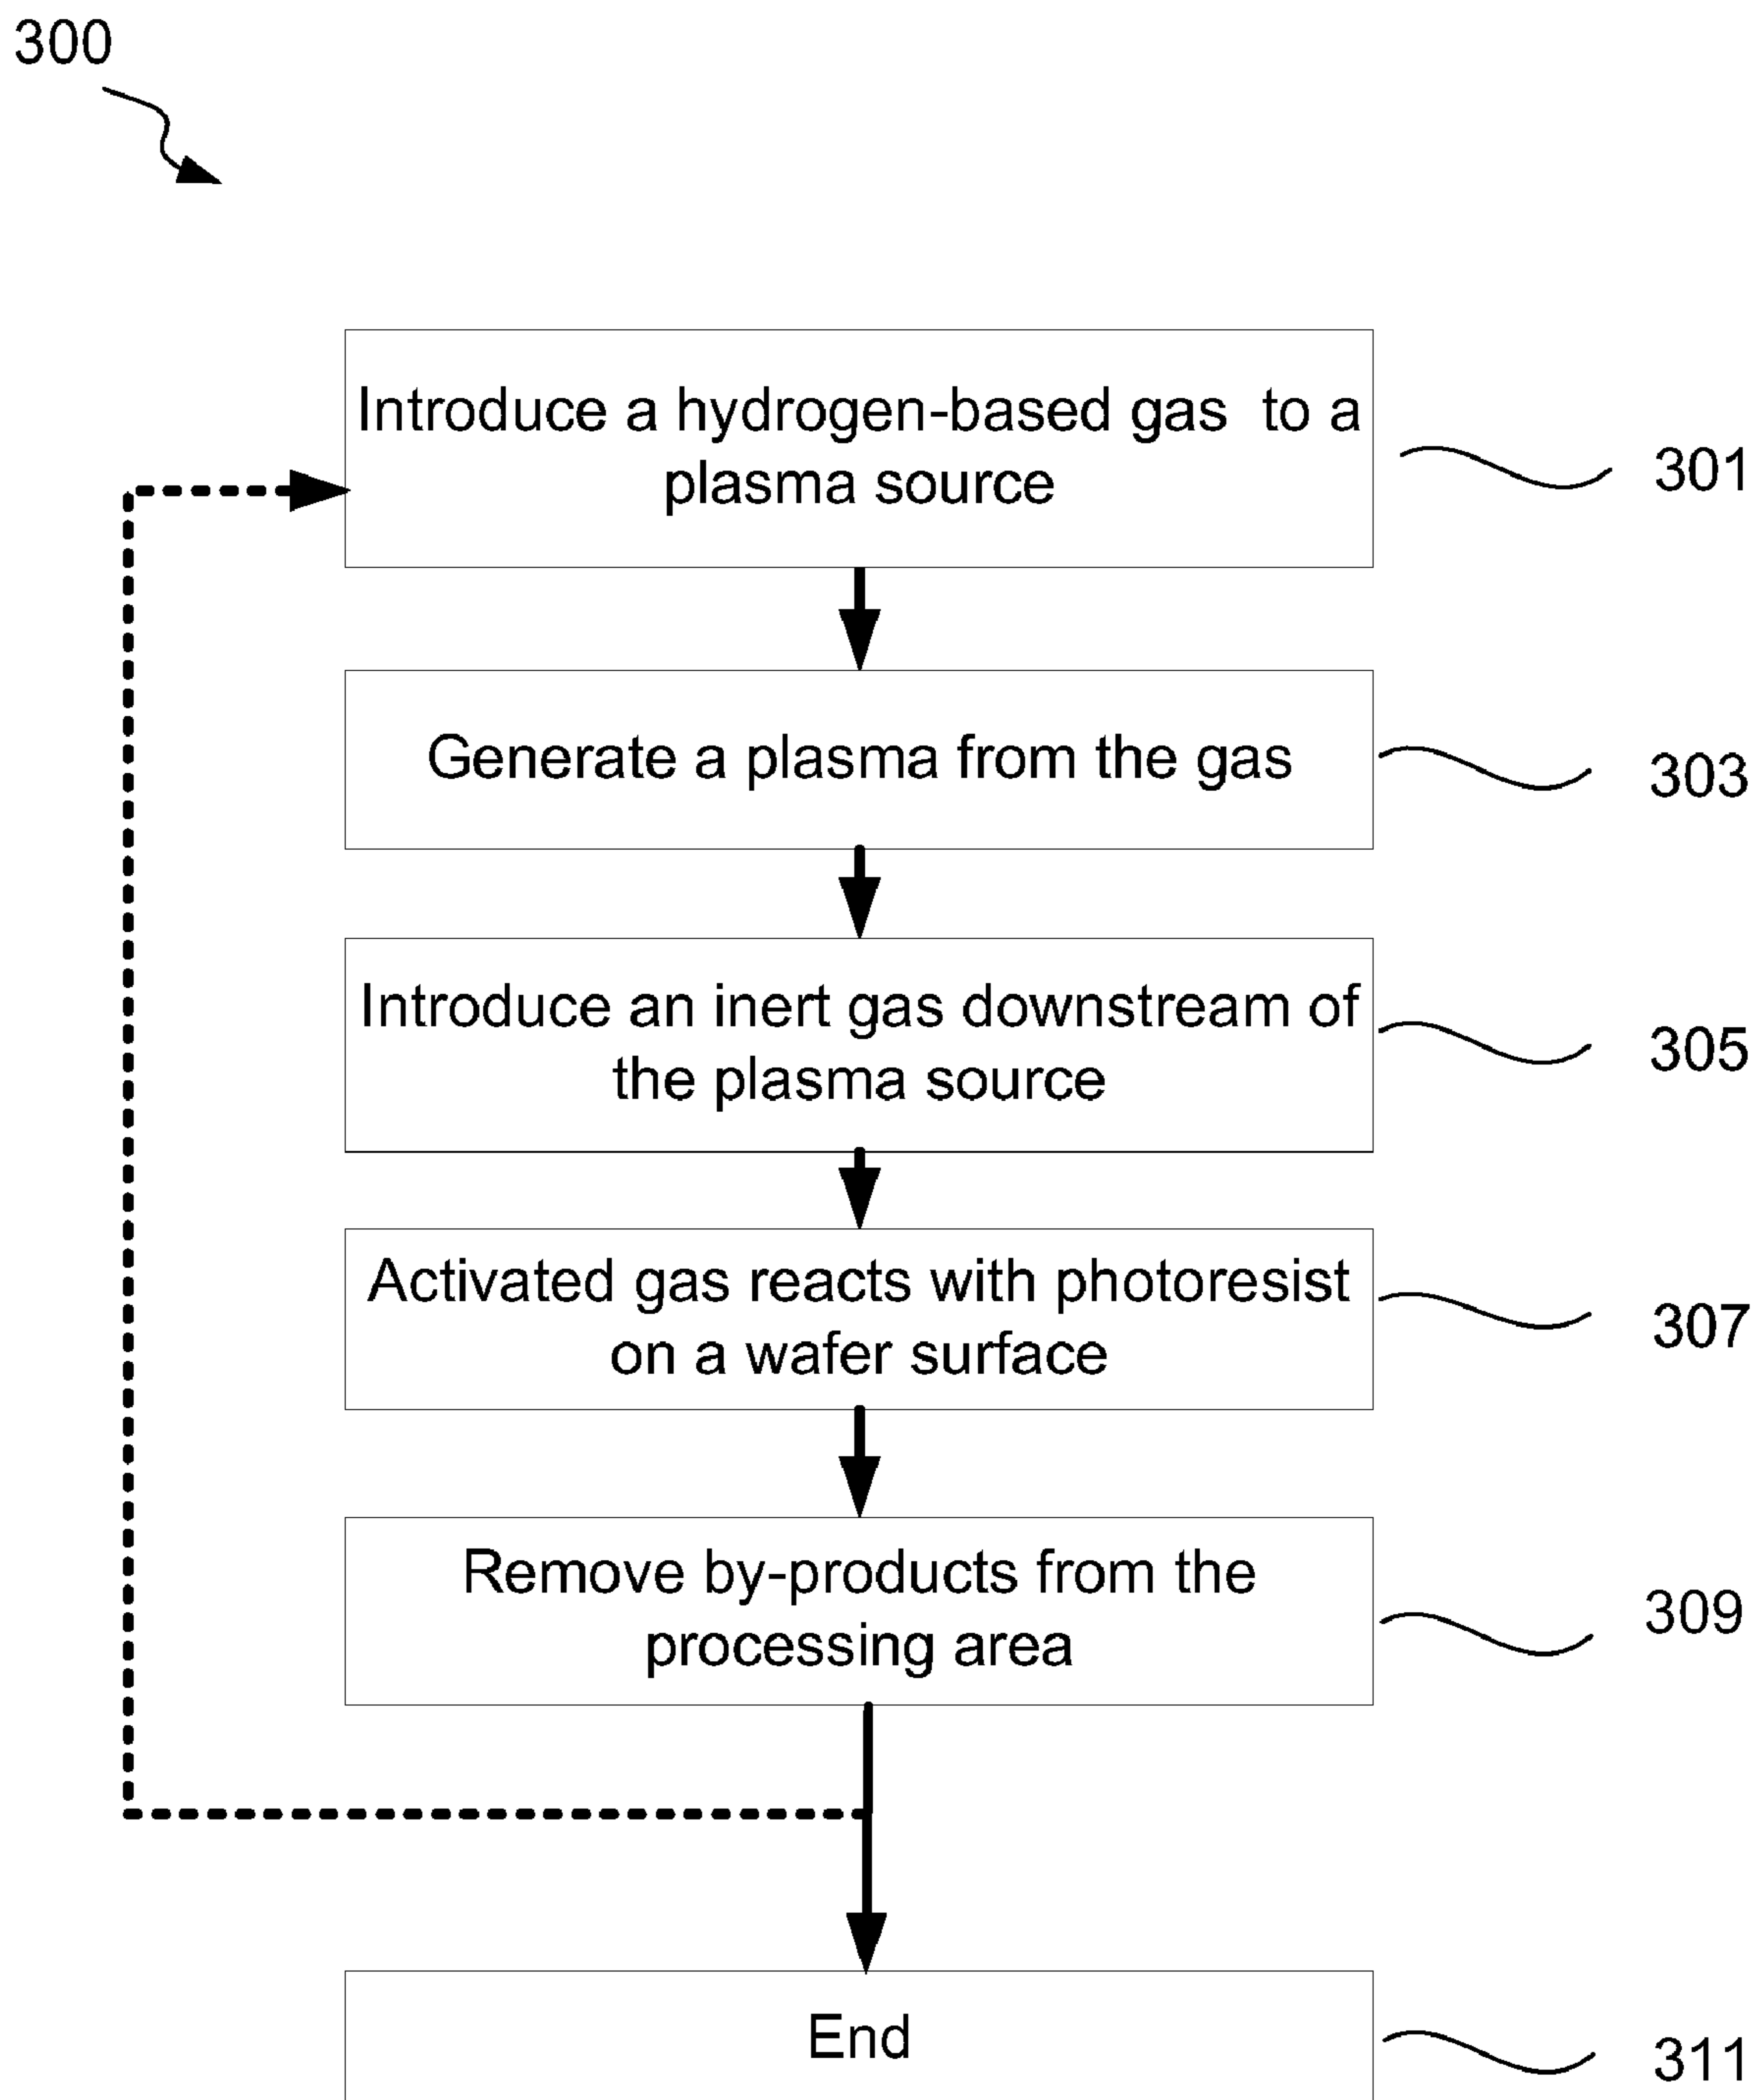 300
Introduce a hydrogen-based gas to a
plasma source
301
Generate a plasma from the gas
303
Introduce an inert gas downstream of
the plasma source
305
Activated gas reacts with photoresist
on a wafer surface
307
Remove by-products from the
processing area
309
End
311